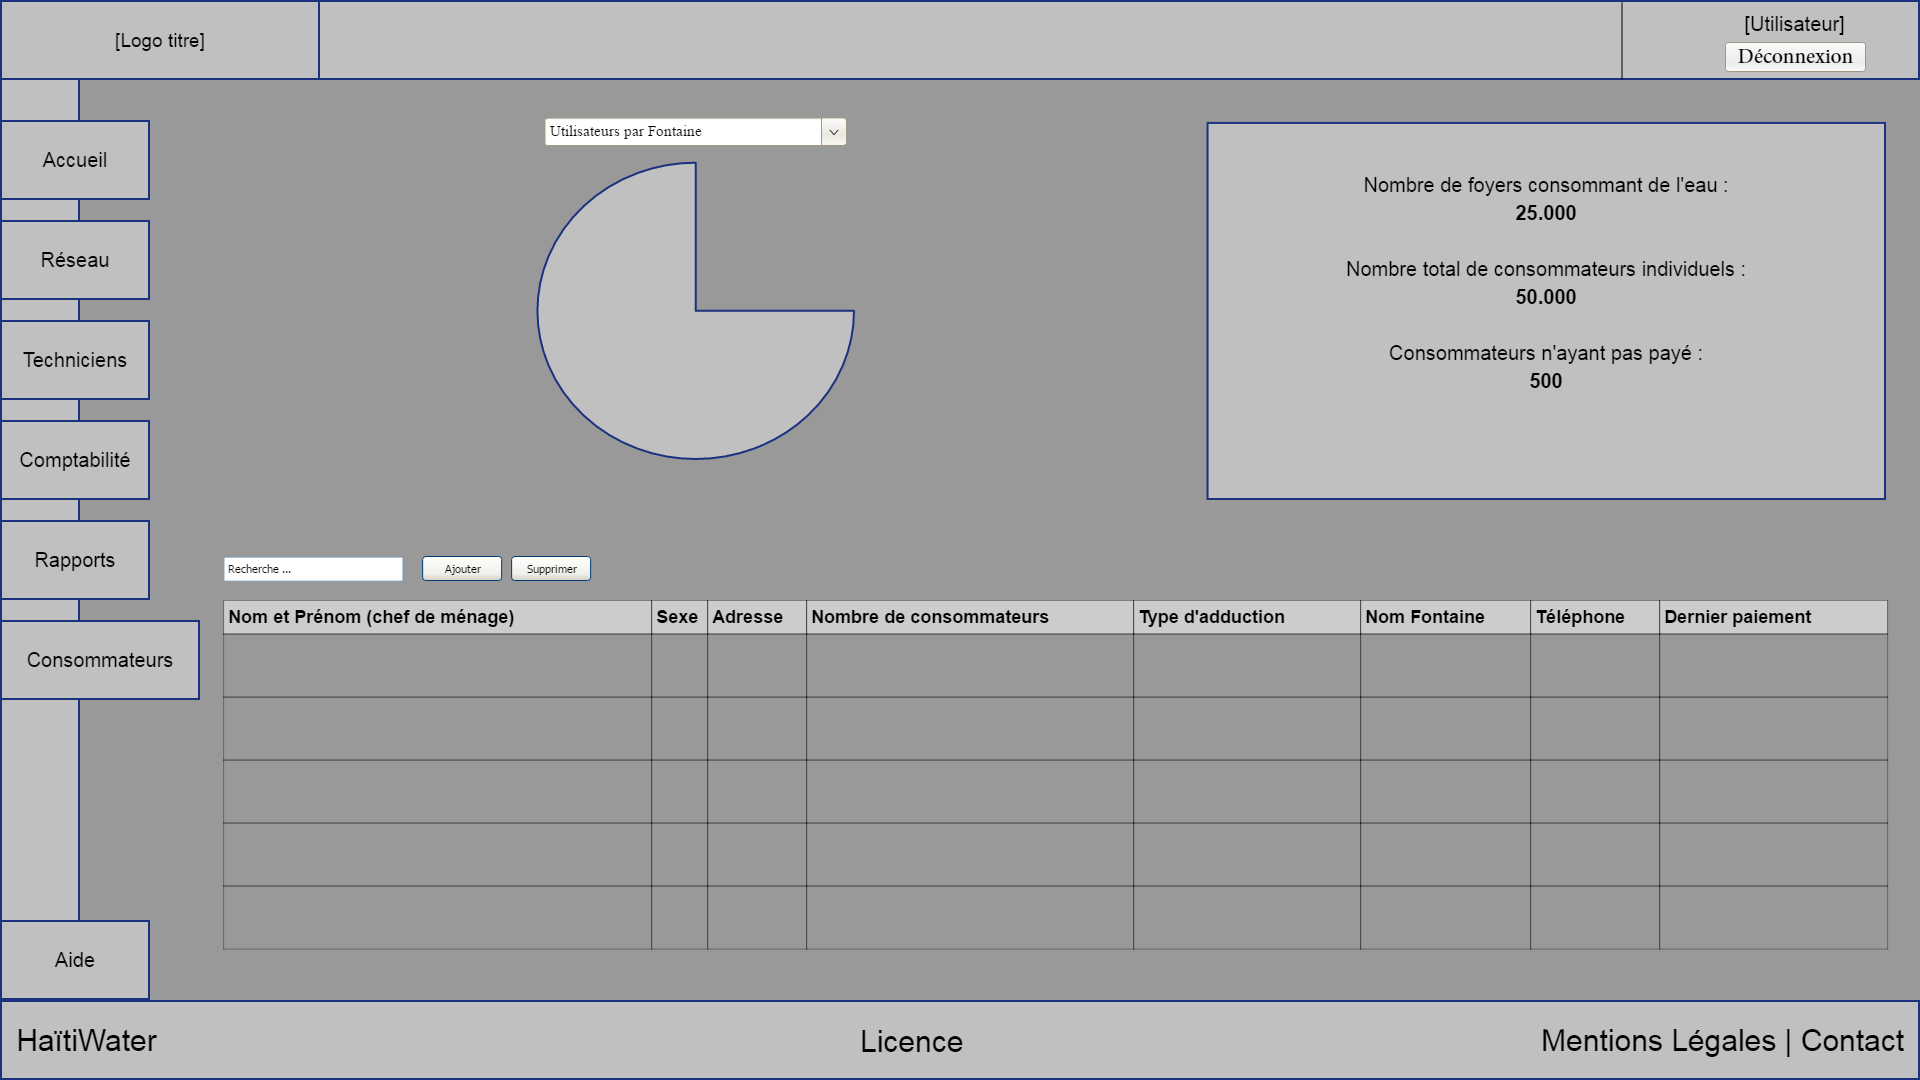 [Logo titre]
[Utilisateur]
Déconnexion
Accueil
Réseau
Techniciens
Comptabilité
Rapports
Consommateurs
Aide
Utilisateurs par Fontaine
Nombre de foyers consommant de l'eau :
25.000
Nombre total de consommateurs individuels :
50.000
Consommateurs n'ayant pas payé :
500
Recherche ... Ajouter Supprimer
Nom et Prénom (chef de ménage) Sexe Adresse Nombre de consommateurs Type d'adduction Nom Fontaine Téléphone Dernier paiement
HaïtiWater Licence Mentions Légales | Contact